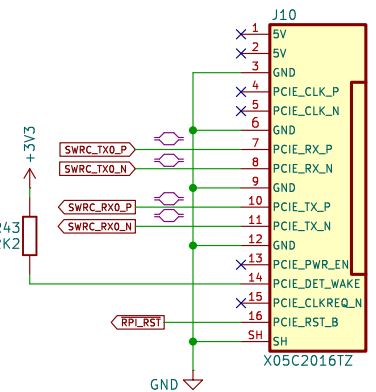 J10
1 5V
2 5V
3 GND
4 PCIE_CLK_P
5 PCIE_CLK_N
6 GND
SWRC_TX0_P 7 PCIE_RX_P
SWRC_TX0_N 8 PCIE_RX_N
9 GND
SWRC_RX0_P 10 PCIE_TX_P
SWRC_RX0_N 11 PCIE_TX_N
12 GND
13 PCIE_PWR_EN
14 PCIE_DET_WAKE
15 PCIE_CLKREQ_N
RPI_RST 16 PCIE_RST_B
SH SH
X05C2016TZ
GND
+3V3
243
2K2